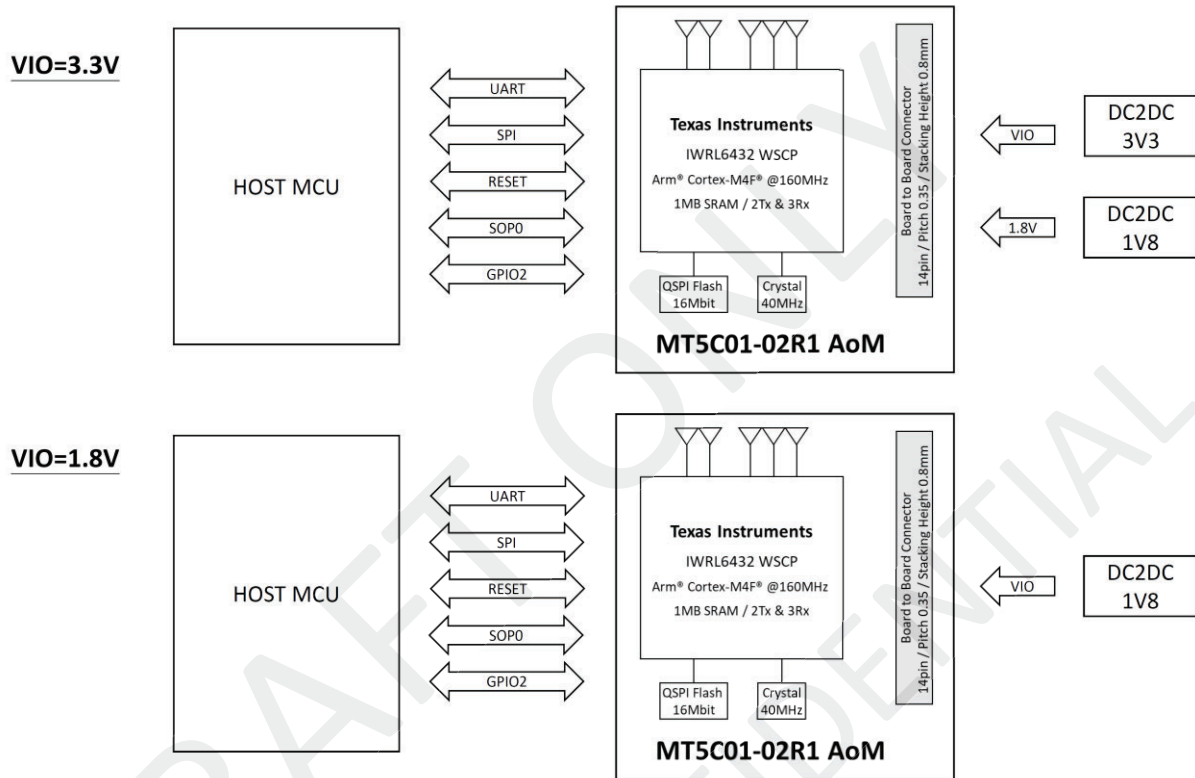 VIO=3.3V
HOST MCU
UART
SPI
RESET
SOP0
GPIO2
Texas Instruments
IWRL6432 WSCP
Arm® Cortex-M4F® @160MHz
1MB SRAM / 2Tx & 3Rx
QSPI Flash
16Mbit
Crystal
40MHz
MT5C01-02R1 AoM
Board to Board Connector
14pin / Pitch 0.35 / Stacking Height 0.8mm
VIO
1.8V
DC2DC
3V3
DC2DC
1V8
VIO=1.8V
HOST MCU
UART
SPI
RESET
SOP0
GPIO2
Texas Instruments
IWRL6432 WSCP
Arm® Cortex-M4F® @160MHz
1MB SRAM / 2Tx & 3Rx
QSPI Flash
16Mbit
Crystal
40MHz
MT5C01-02R1 AoM
Board to Board Connector
14pin / Pitch 0.35 / Stacking Height 0.8mm
VIO
DC2DC
1V8